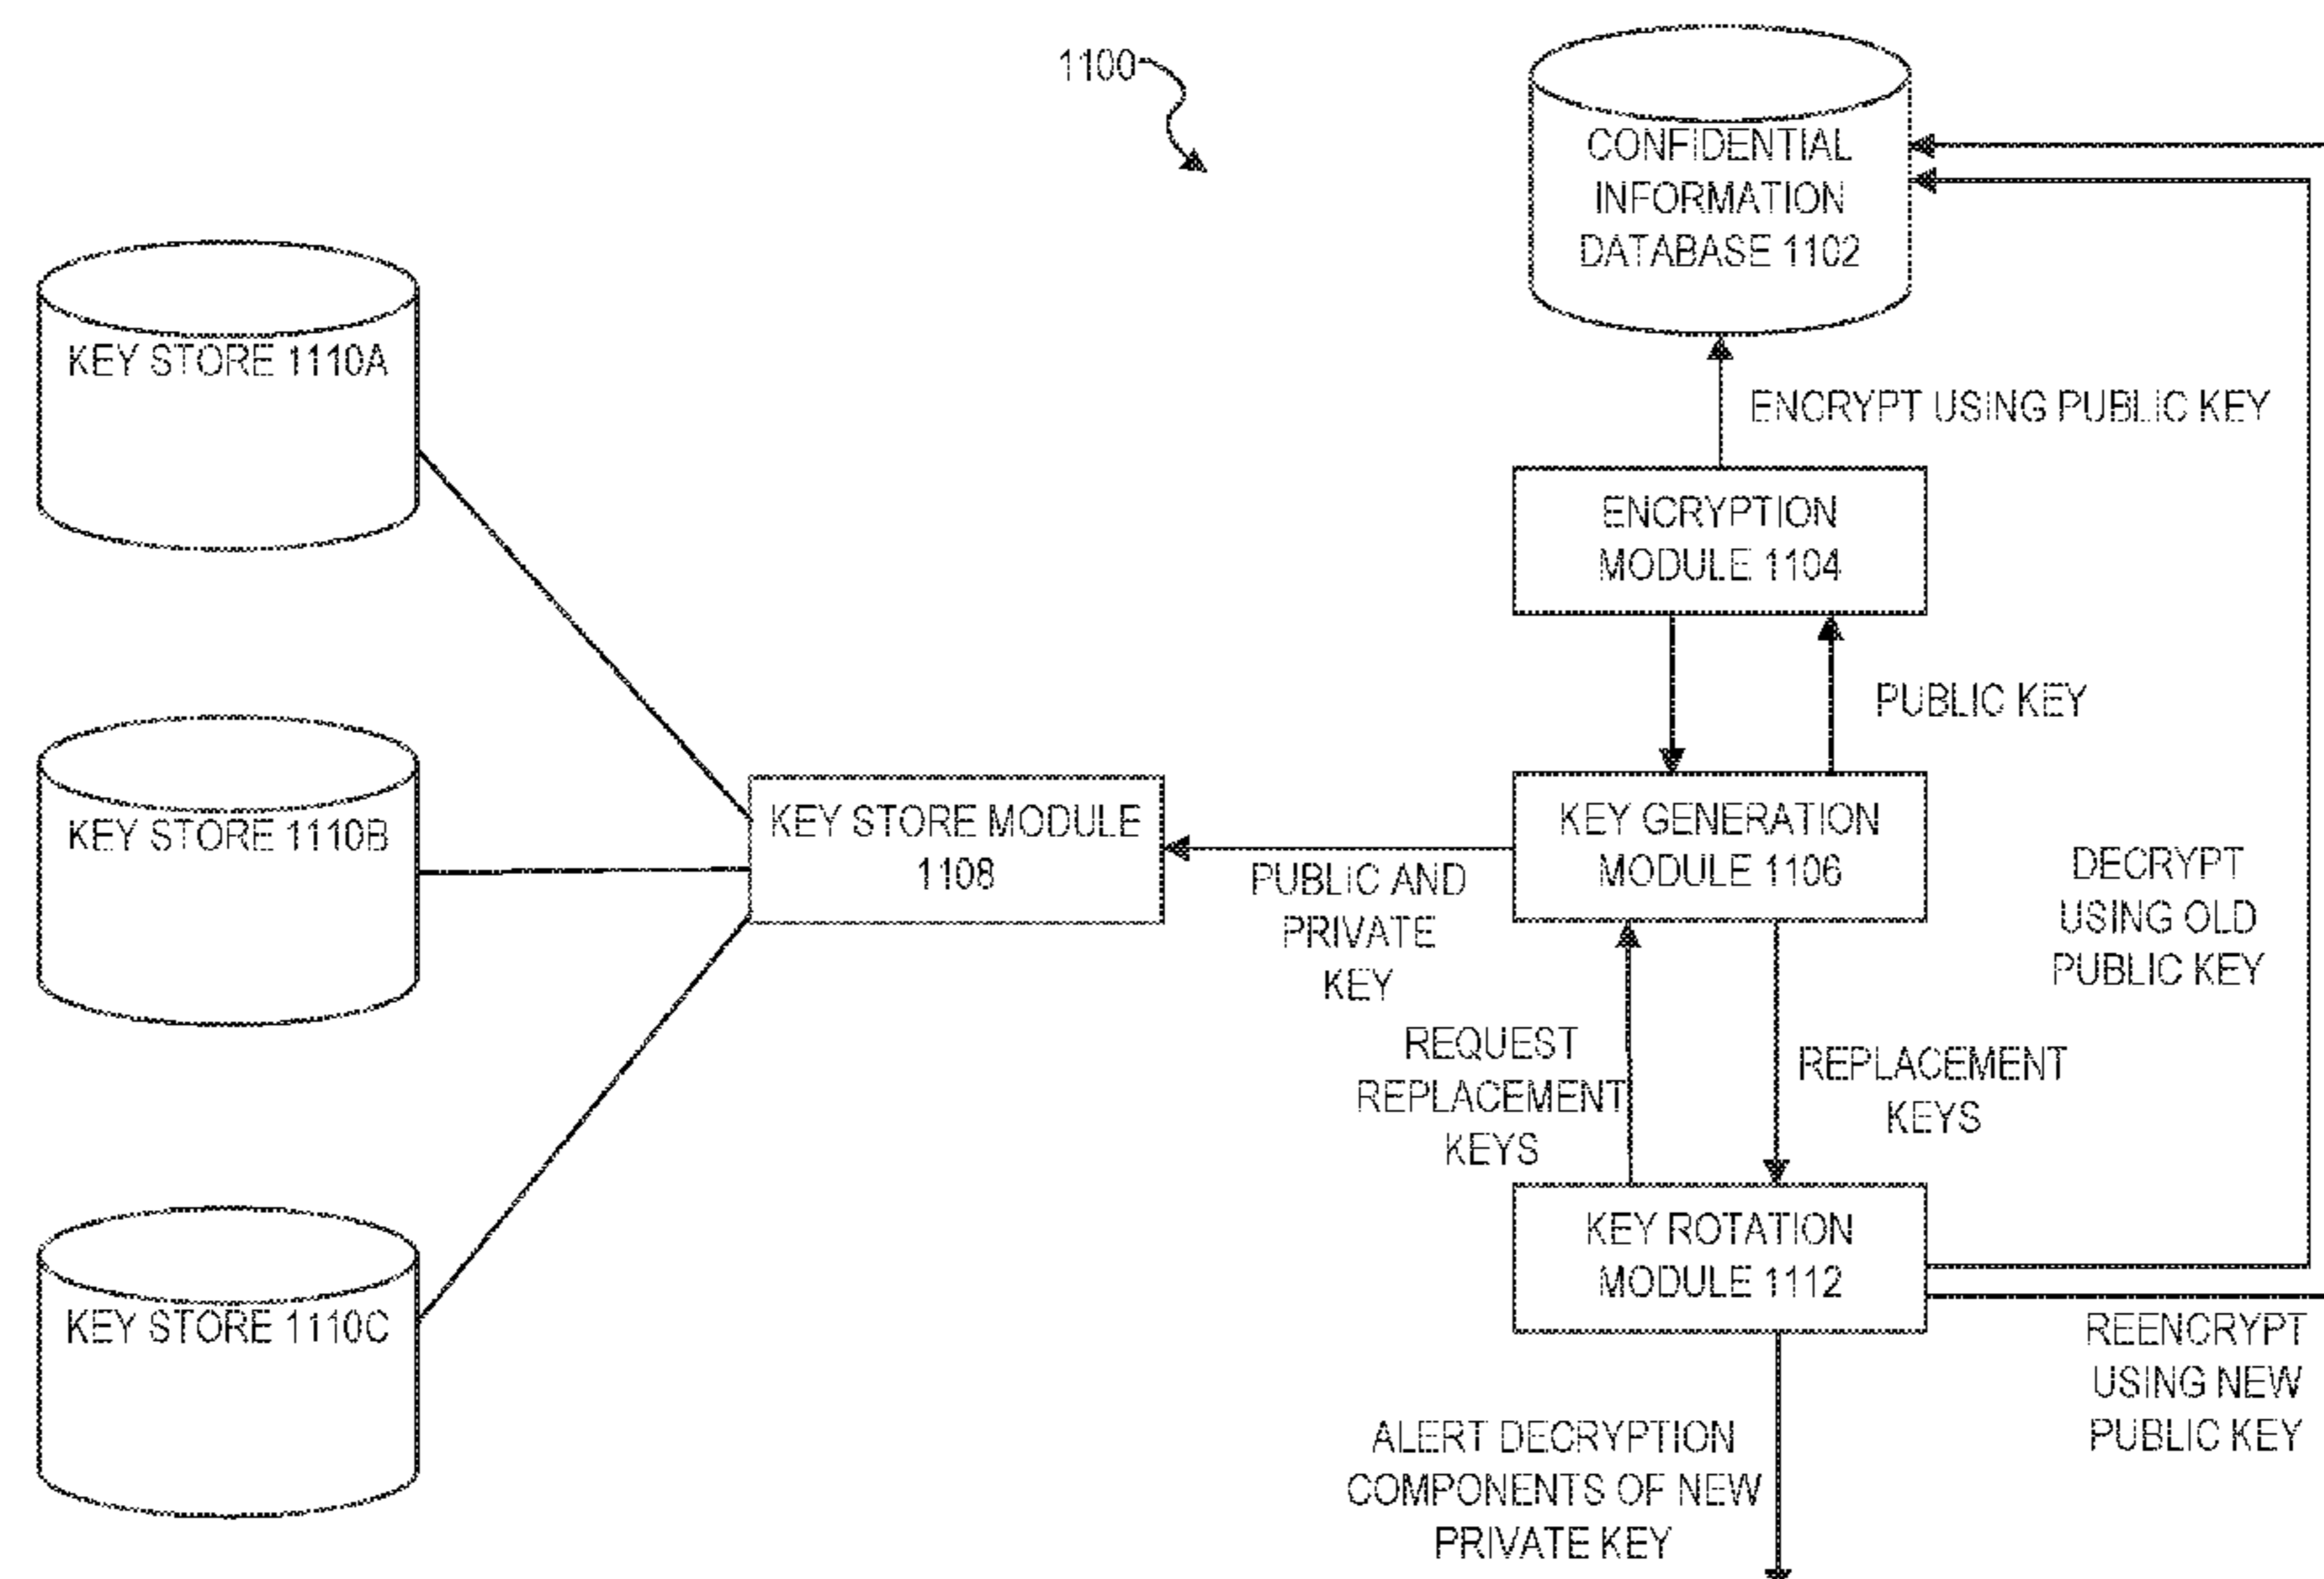 1100
CONFIDENTIAL
INFORMATION
DATABASE 1102
KEY STORE 1110A
ENCRYPT USING PUBLIC KEY
ENCRYPTION
MODULE 1104
PUBLIC KEY
KEY STORE 1110B
KEY STORE MODULE
1108
KEY GENERATION
MODULE 1106
PUBLIC AND
PRIVATE
KEY
DECRYPT
USING OLD
PUBLIC KEY
REQUEST
REPLACEMENT
KEYS
REPLACEMENT
KEYS
KEY STORE 1110C
KEY ROTATION
MODULE 1112
REENCRYPT
USING NEW
PUBLIC KEY
ALERT DECRYPTION
COMPONENTS OF NEW
PRIVATE KEY